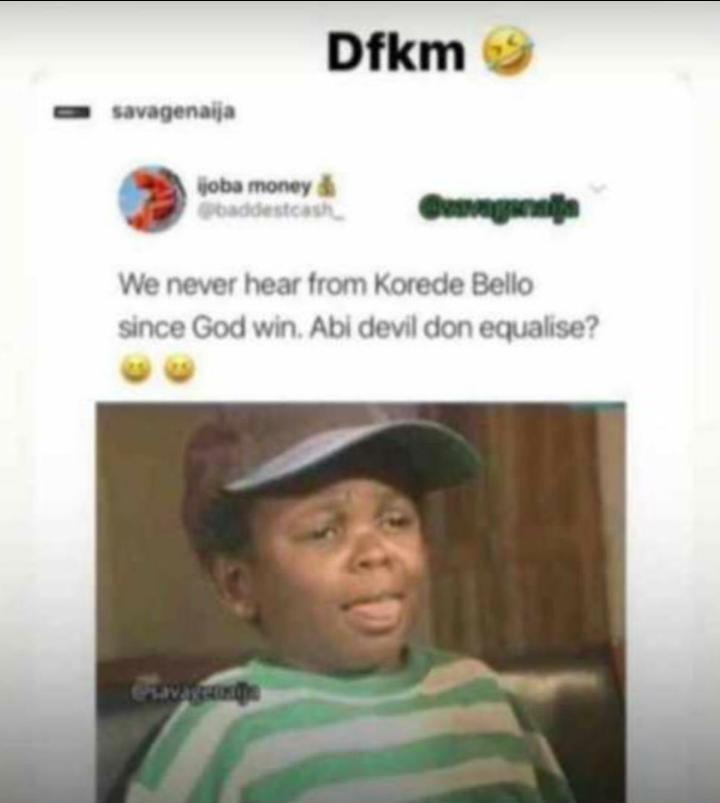 Dfkm 🤣
savagenaija
ijoba money 💰
@baddestcash_
@savagenaija
We never hear from Korede Bello
since God win. Abi devil don equalise?
😀 😀
@savagenaija